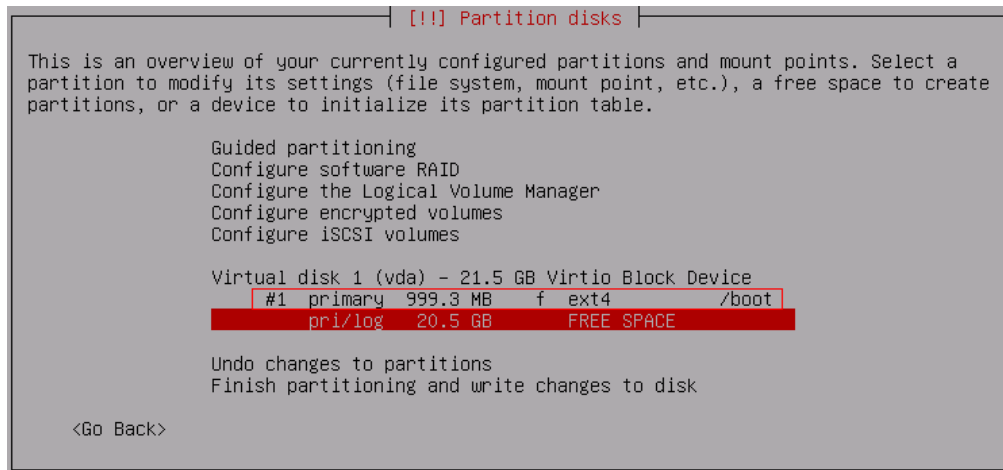 [!!] Partition disks
This is an overview of your currently configured partitions and mount points. Select a
partition to modify its settings (file system, mount point, etc.), a free space to create
partitions, or a device to initialize its partition table.
Guided partitioning
Configure software RAID
Configure the Logical Volume Manager
Configure encrypted volumes
Configure iSCSI volumes
Virtual disk 1 (vda) - 21.5 GB Virtio Block Device
#1 primary 999.3 MB f ext4 /boot
pri/log 20.5 GB FREE SPACE
Undo changes to partitions
Finish partitioning and write changes to disk
<Go Back>